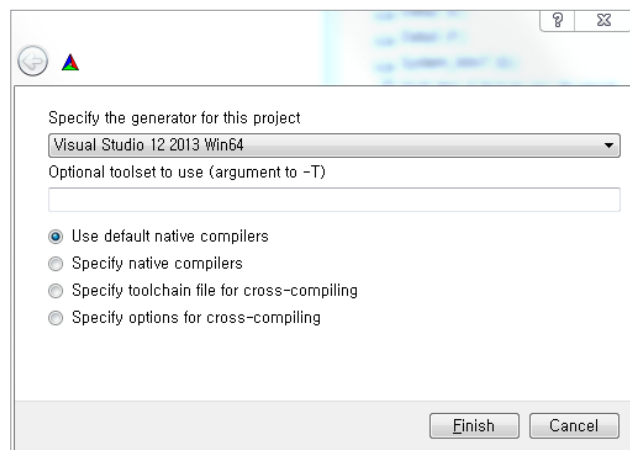 Specify the generator for this project
Visual Studio 12 2013 Win64
Optional toolset to use (argument to -T)
Use default native compilers
Specify native compilers
Specify toolchain file for cross-compiling
Specify options for cross-compiling
Finish
Cancel